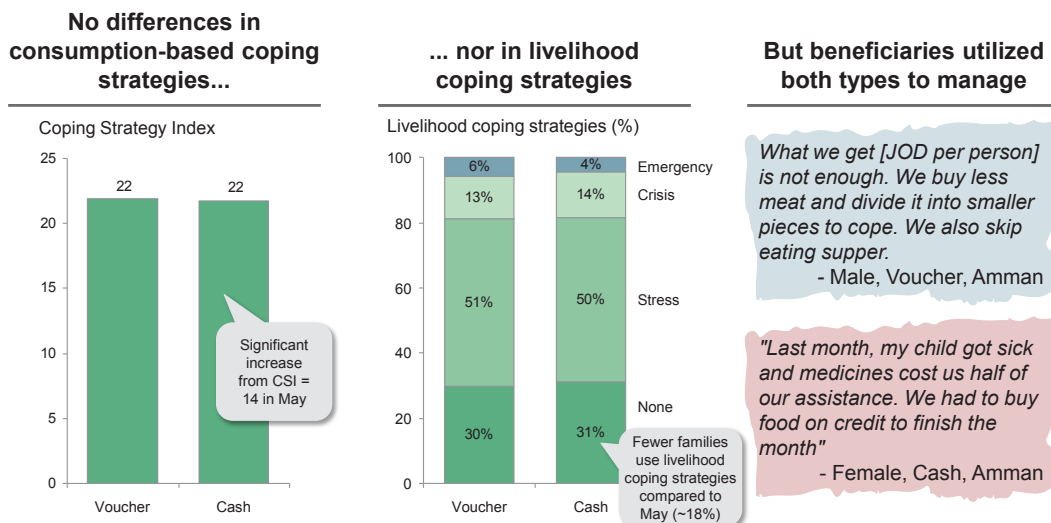 No differences in
consumption-based coping
strategies...
Coping Strategy Index
25
20
15
10
5
0
22
22
Significant
increase
from CSI =
14 in May
Voucher
Cash
... nor in livelihood
coping strategies
Livelihood coping strategies (%)
100
80
60
40
20
0
6%
4%
Emergency
13%
14%
Crisis
51%
50%
Stress
None
30%
31%
Fewer families
use livelihood
coping strategies
compared to
May (~18%)
Voucher
Cash
But beneficiaries utilized
both types to manage
What we get [JOD per person]
is not enough. We buy less
meat and divide it into smaller
pieces to cope. We also skip
eating supper.
- Male, Voucher, Amman
"Last month, my child got sick
and medicines cost us half of
our assistance. We had to buy
food on credit to finish the
month"
- Female, Cash, Amman